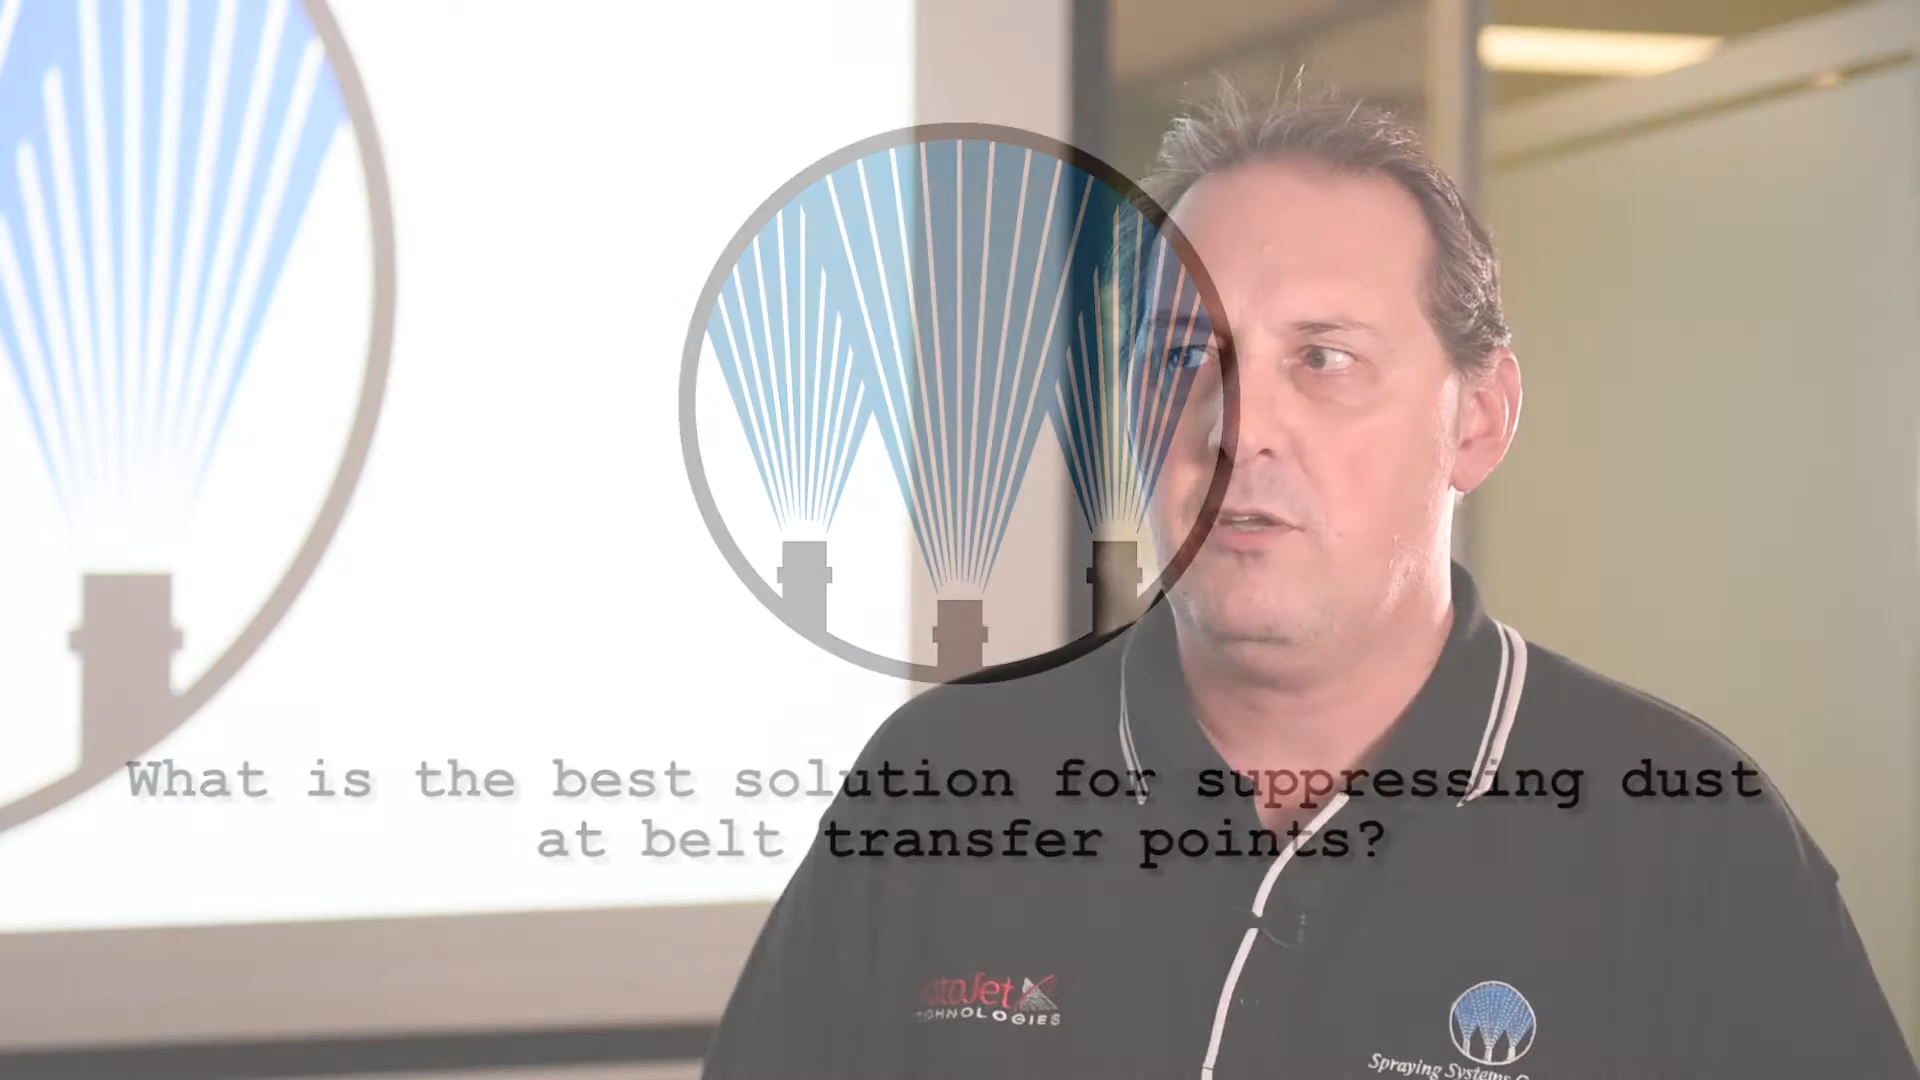 What is the best solution for suppressing dust
at belt transfer points?
TECHNOLOGIES
Spraying Systems